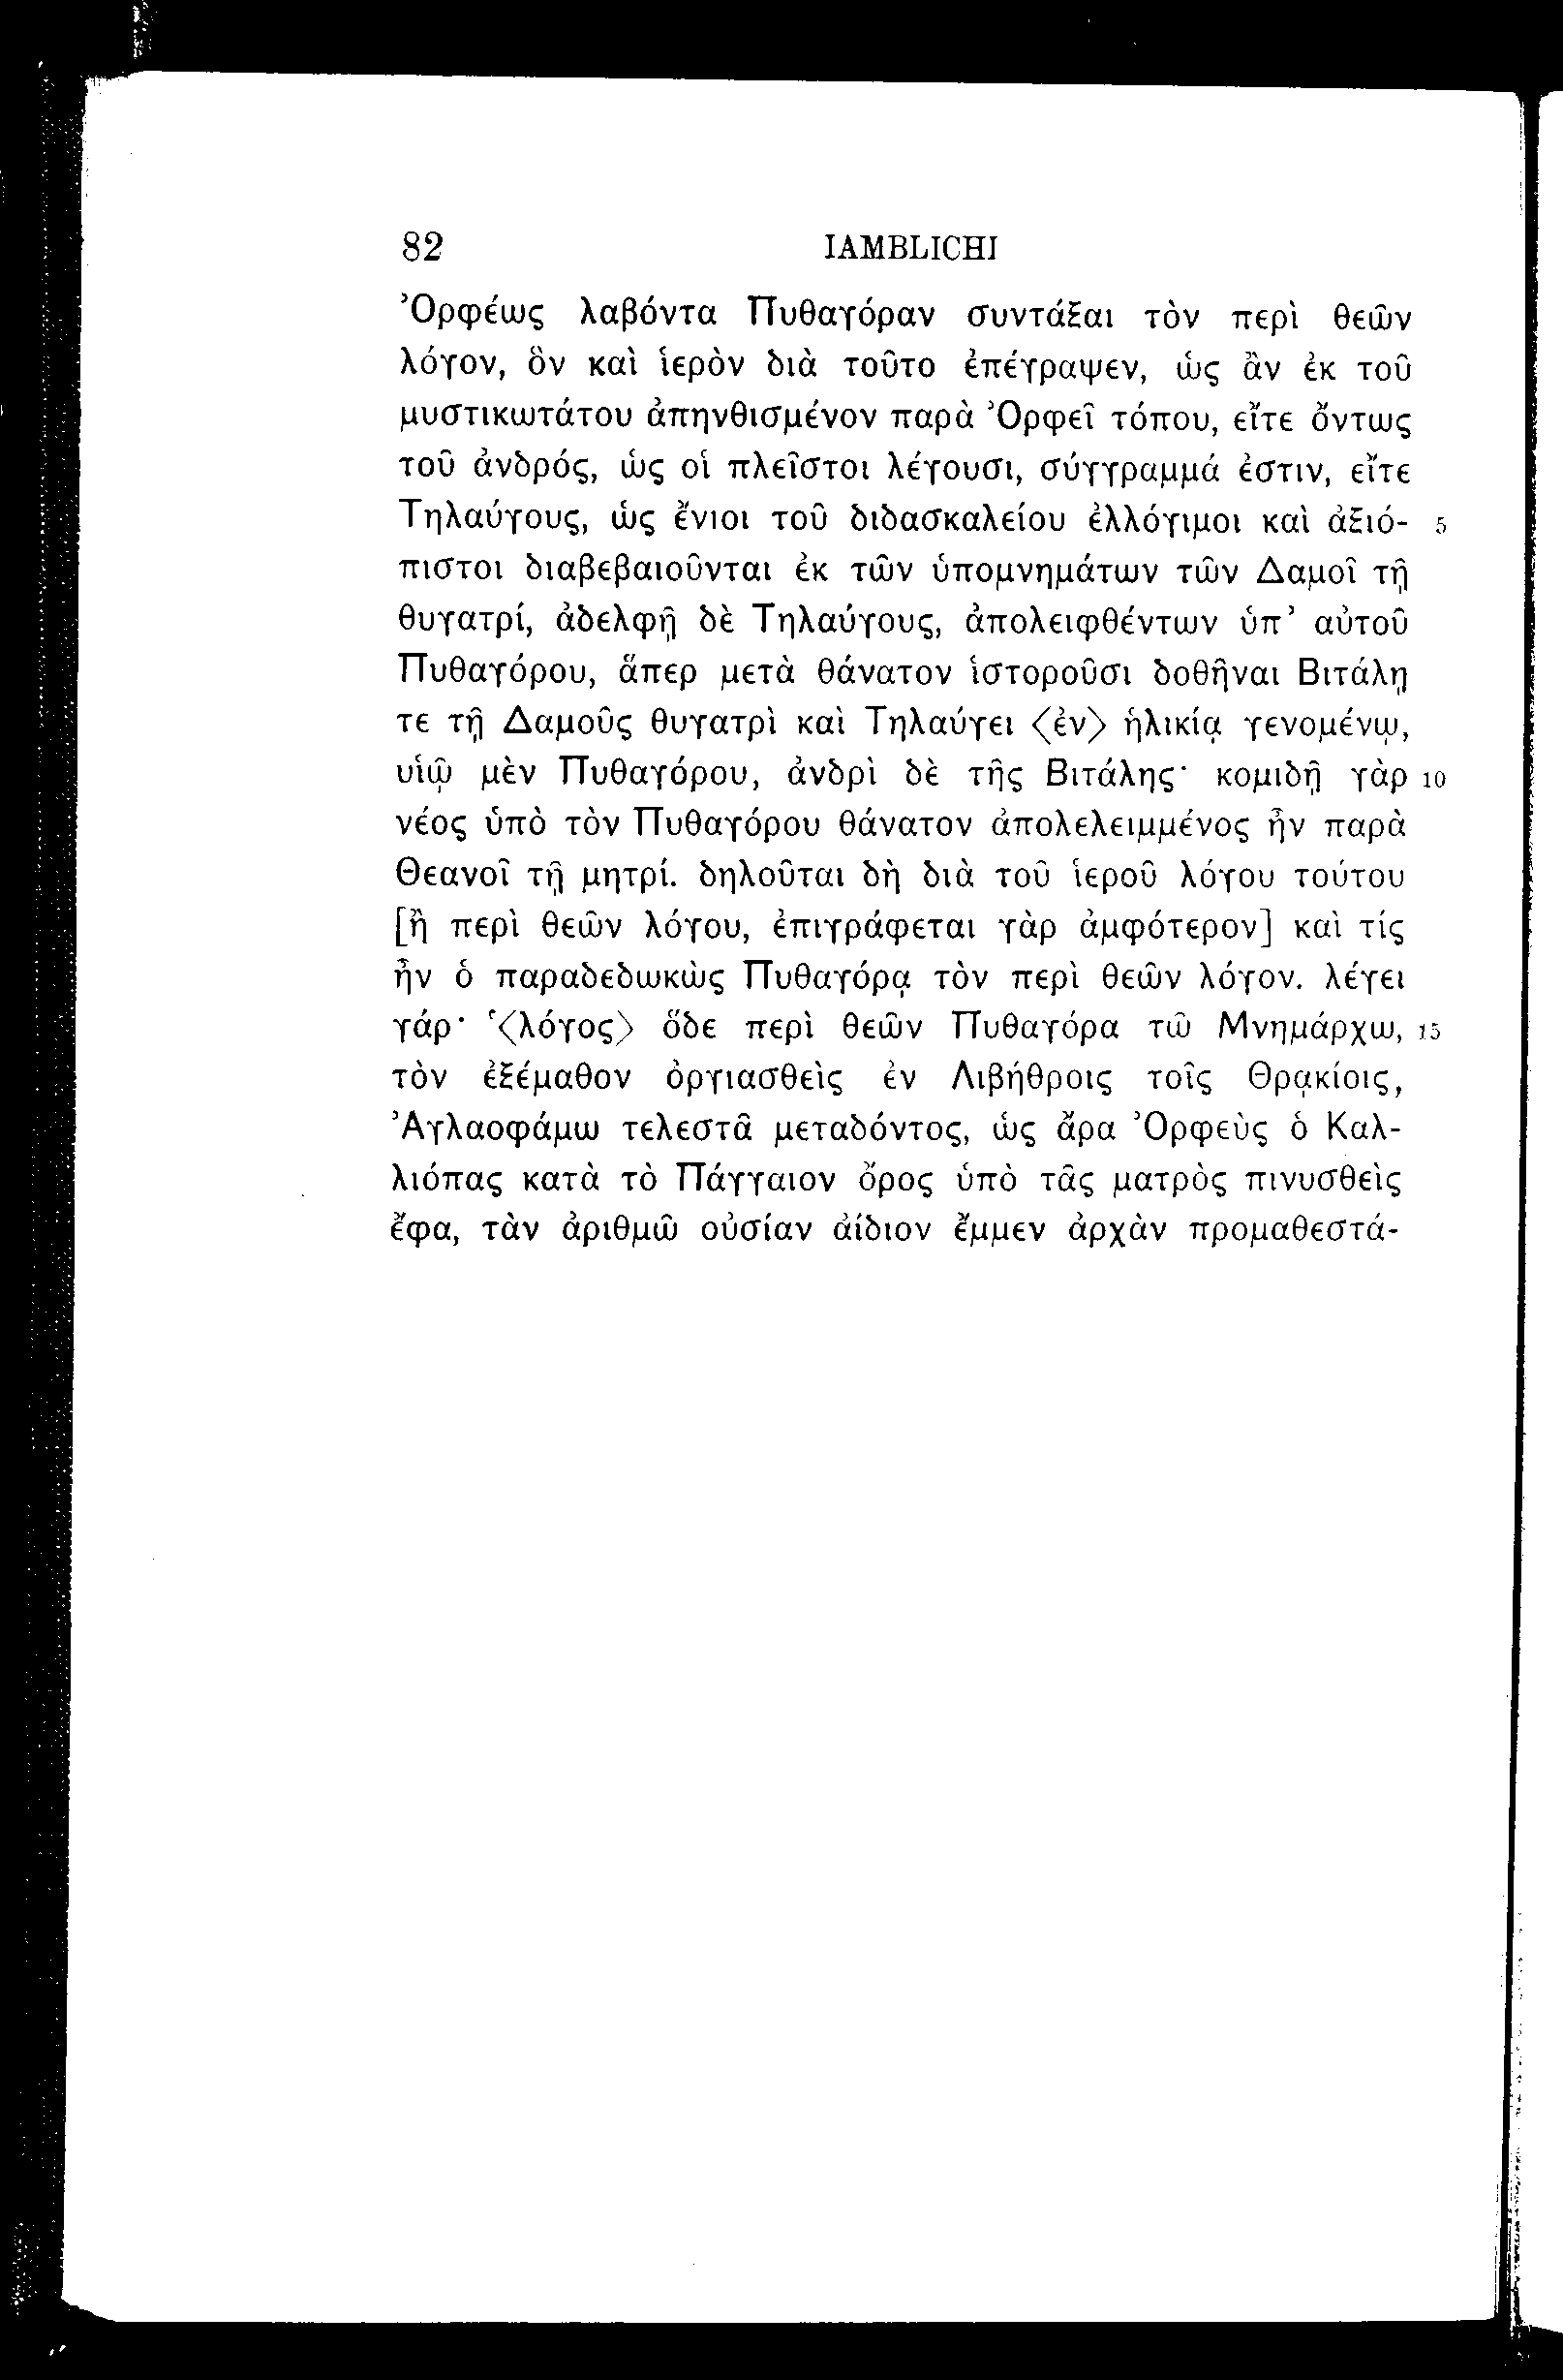 82 IAMBLICHI
Ὀρφέως λαβόντα Πυθαγόραν συντάξαι τὸν περὶ θεῶν
λόγον, ὃν καὶ ἱερὸν διὰ τοῦτο ἐπέγραψεν, ὡς ἂν ἐκ τοῦ
μυστικωτάτου ἀπηνθισμένον παρὰ Ὀρφεῖ τόπου, εἴτε ὄντως
τοῦ ἀνδρός, ὡς οἱ πλεῖστοι λέγουσι, σύγγραμμά ἐστιν, εἴτε
Τηλαύγους, ὡς ἔνιοι τοῦ διδασκαλείου ἐλλόγιμοι καὶ ἀξιό- 5
πιστοι διαβεβαιοῦνται ἐκ τῶν ὑπομνημάτων τῶν Δαμοῖ τῇ
θυγατρί, ἀδελφῇ δὲ Τηλαύγους, ἀπολειφθέντων ὑπ’ αὐτοῦ
Πυθαγόρου, ἅπερ μετὰ θάνατον ἱστοροῦσι δοθῆναι Βιτάλῃ
τε τῇ Δαμοῦς θυγατρὶ καὶ Τηλαύγει 〈ἐν〉 ἡλικίᾳ γενομένῳ,
υἱῷ μὲν Πυθαγόρου, ἀνδρὶ δὲ τῆς Βιτάλης· κομιδῇ γὰρ 10
νέος ὑπὸ τὸν Πυθαγόρου θάνατον ἀπολελειμμένος ἦν παρὰ
Θεανοῖ τῇ μητρί. δηλοῦται δὴ διὰ τοῦ ἱεροῦ λόγου τούτου
[ἢ περὶ θεῶν λόγου, ἐπιγράφεται γὰρ ἀμφότερον] καὶ τίς
ἦν ὁ παραδεδωκὼς Πυθαγόρᾳ τὸν περὶ θεῶν λόγον. λέγει
γάρ· ‘〈λόγος〉 ὅδε περὶ θεῶν Πυθαγόρα τῶ Μνημάρχω, 15
τὸν ἐξέμαθον ὀργιασθεὶς ἐν Λιβήθροις τοῖς Θρᾳκίοις,
Ἀγλαοφάμω τελεστᾶ μεταδόντος, ὡς ἄρα Ὀρφεὺς ὁ Καλ-
λιόπας κατὰ τὸ Πάγγαιον ὄρος ὑπὸ τᾶς ματρὸς πινυσθεὶς
ἔφα, τὰν ἀριθμῶ οὐσίαν ἀίδιον ἔμμεν ἀρχὰν προμαθεστά-